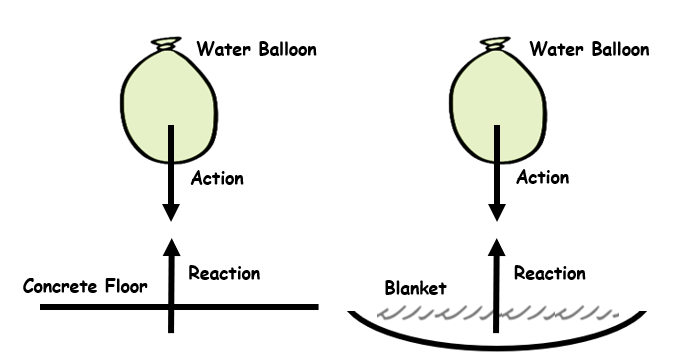 Water Balloon
Action
Reaction
Concrete Floor
Water Balloon
Action
Reaction
Blanket